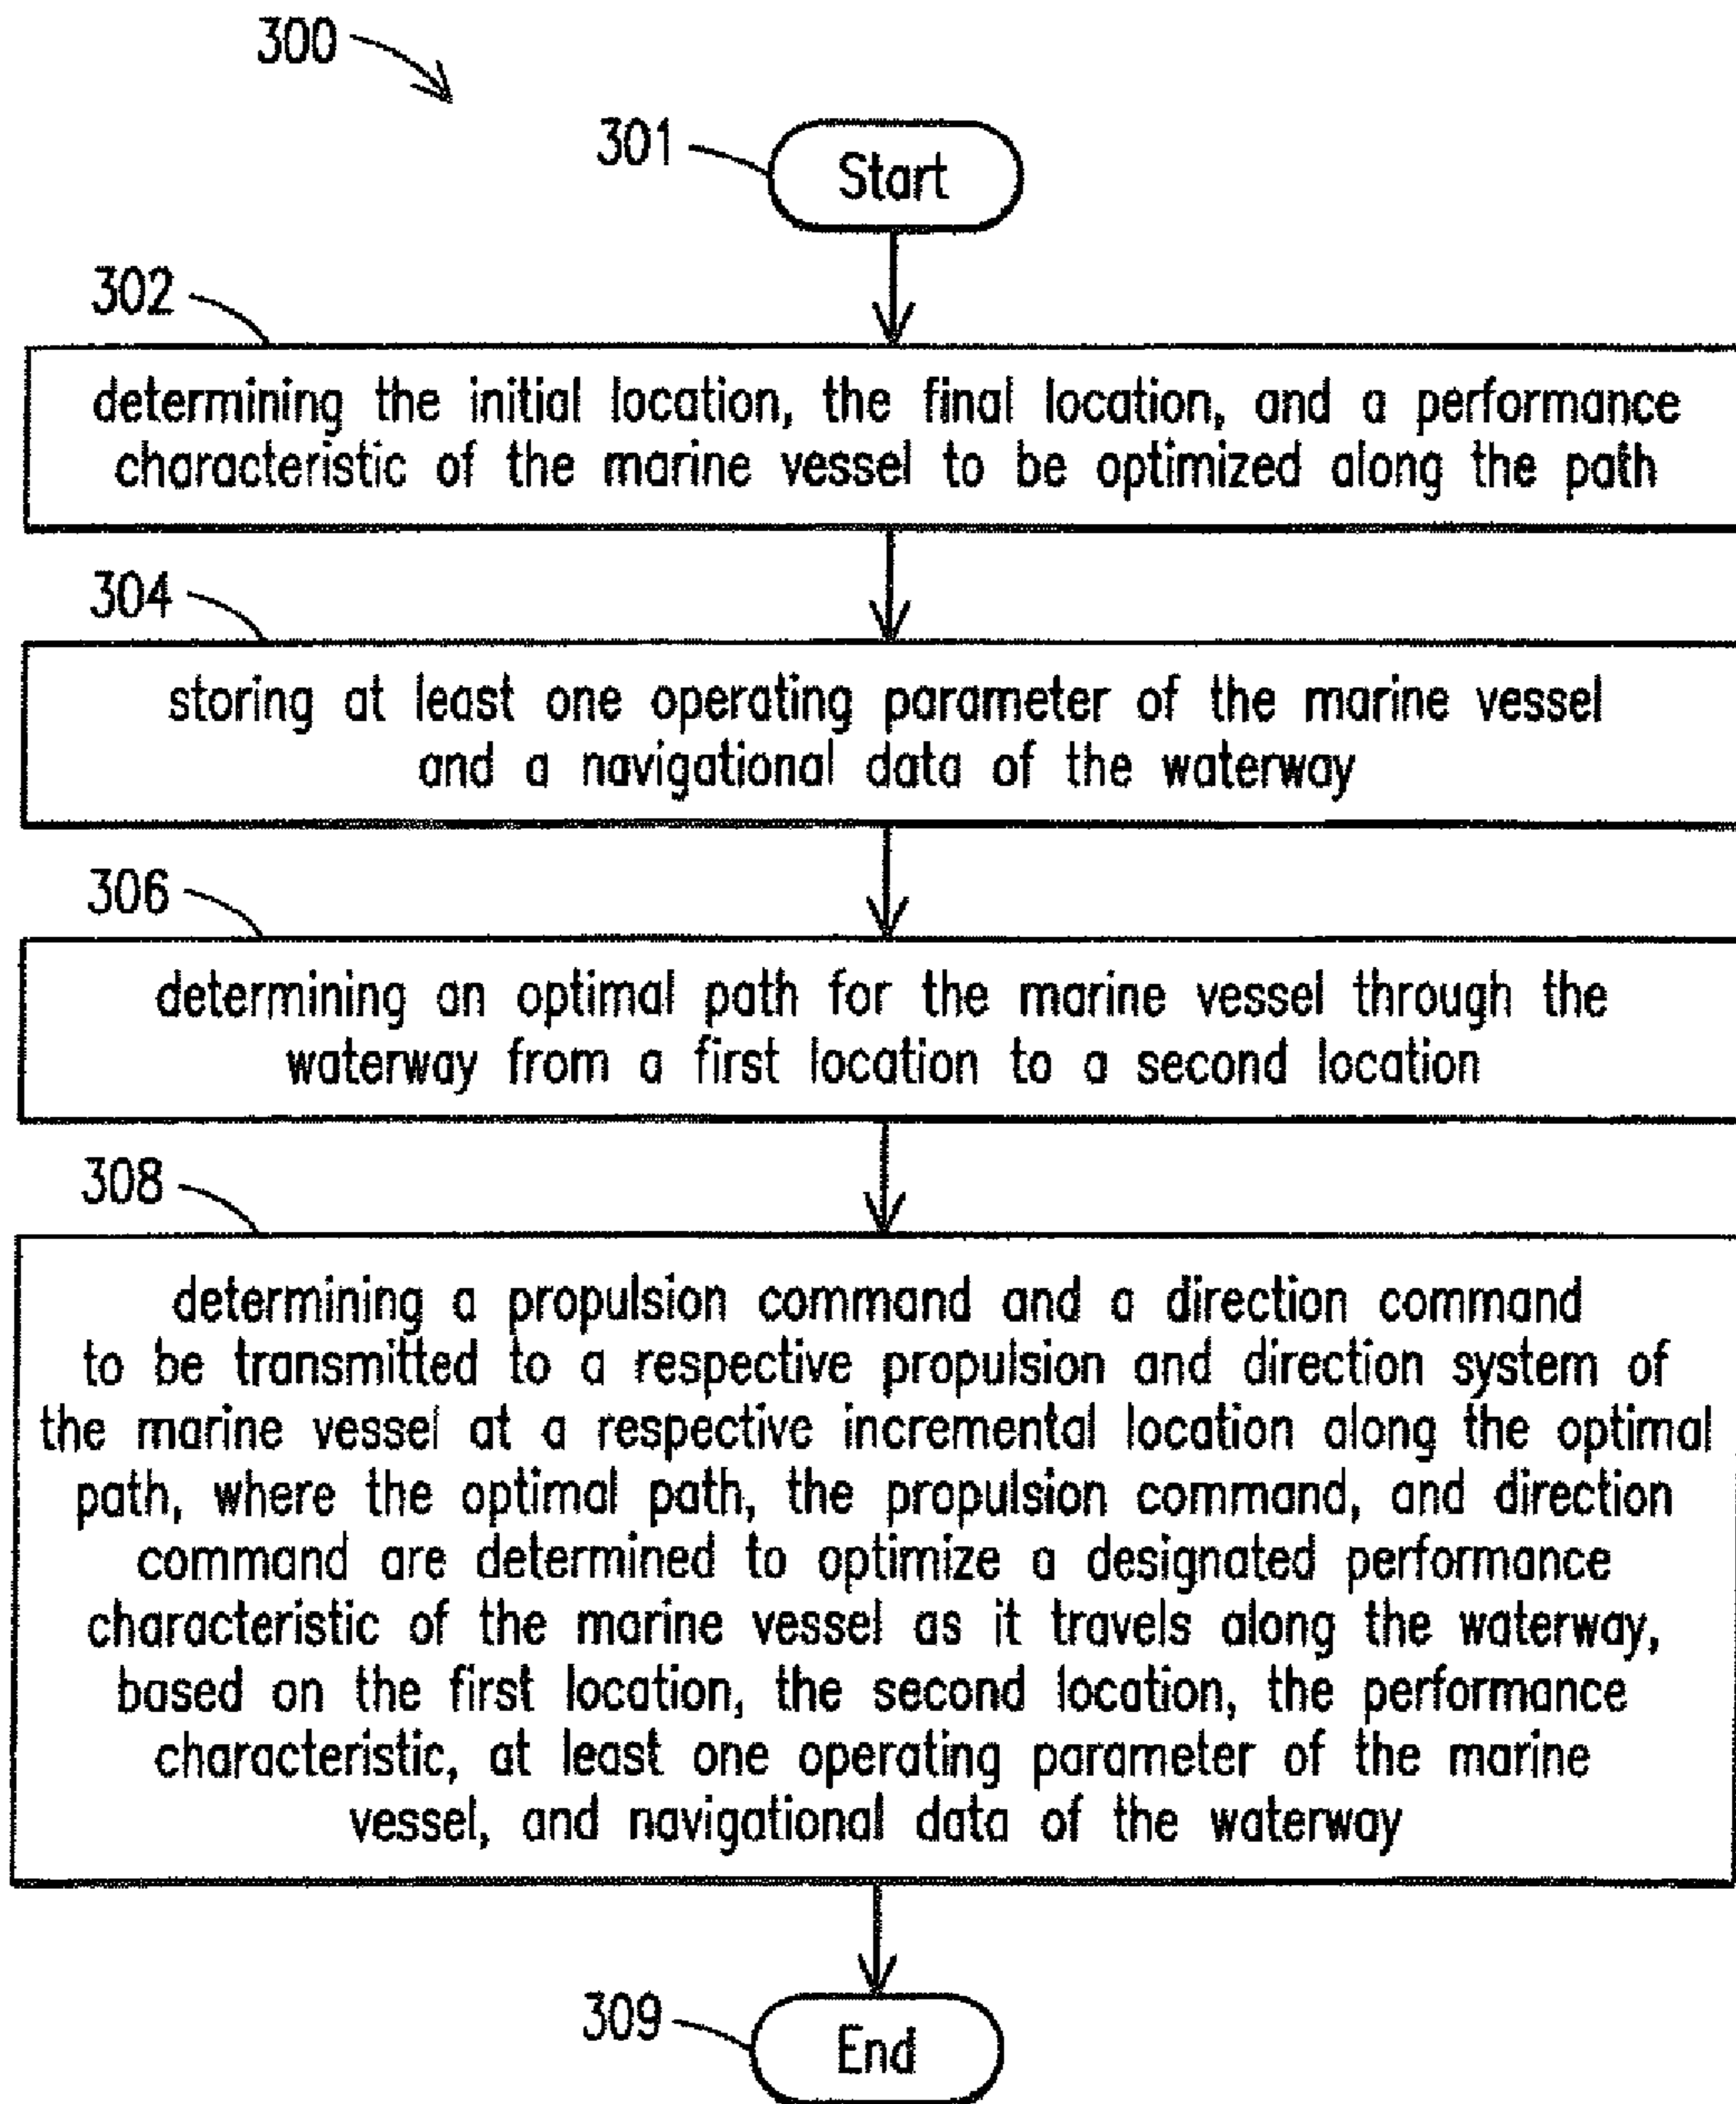 300
301
Start
302
determining the initial location, the final location, and a performance
characteristic of the marine vessel to be optimized along the path
304
storing at least one operating parameter of the marine vessel
and a navigational data of the waterway
306
determining an optimal path for the marine vessel through the
waterway from a first location to a second location
308
determining a propulsion command and a direction command
to be transmitted to a respective propulsion and direction system of
the marine vessel at a respective incremental location along the optimal
path, where the optimal path, the propulsion command, and direction
command are determined to optimize a designated performance
characteristic of the marine vessel as it travels along the waterway,
based on the first location, the second location, the performance
characteristic, at least one operating parameter of the marine
vessel, and navigational data of the waterway
309
End